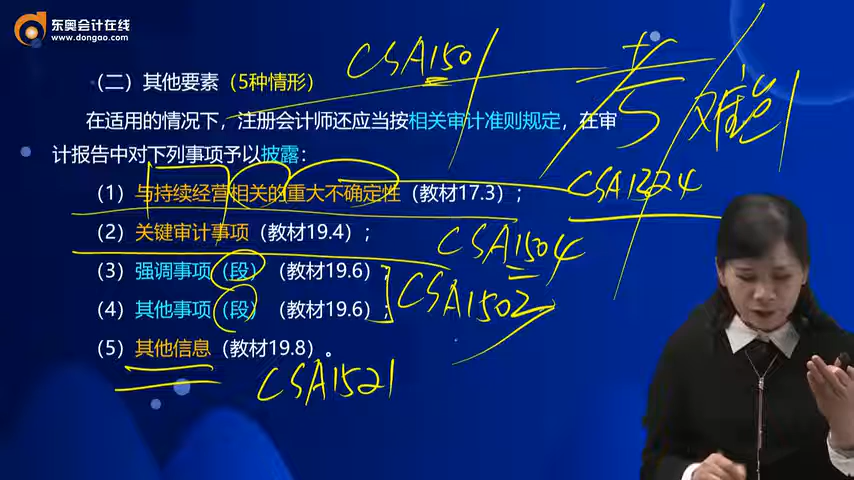 东奥会计在线
www.dongao.com
CSA1501
考
难
(二)其他要素(5种情形)
在适用的情况下，注册会计师还应当按相关审计准则规定，在审
计报告中对下列事项予以披露：
(1)与持续经营相关的重大不确定性(教材17.3)；
CSA1324
(2)关键审计事项(教材19.4)；
CSA1504
(3)强调事项(段)(教材19.6)；
(4)其他事项(段)(教材19.6)；
CSA1502
(5)其他信息(教材19.8)。
CSA1521